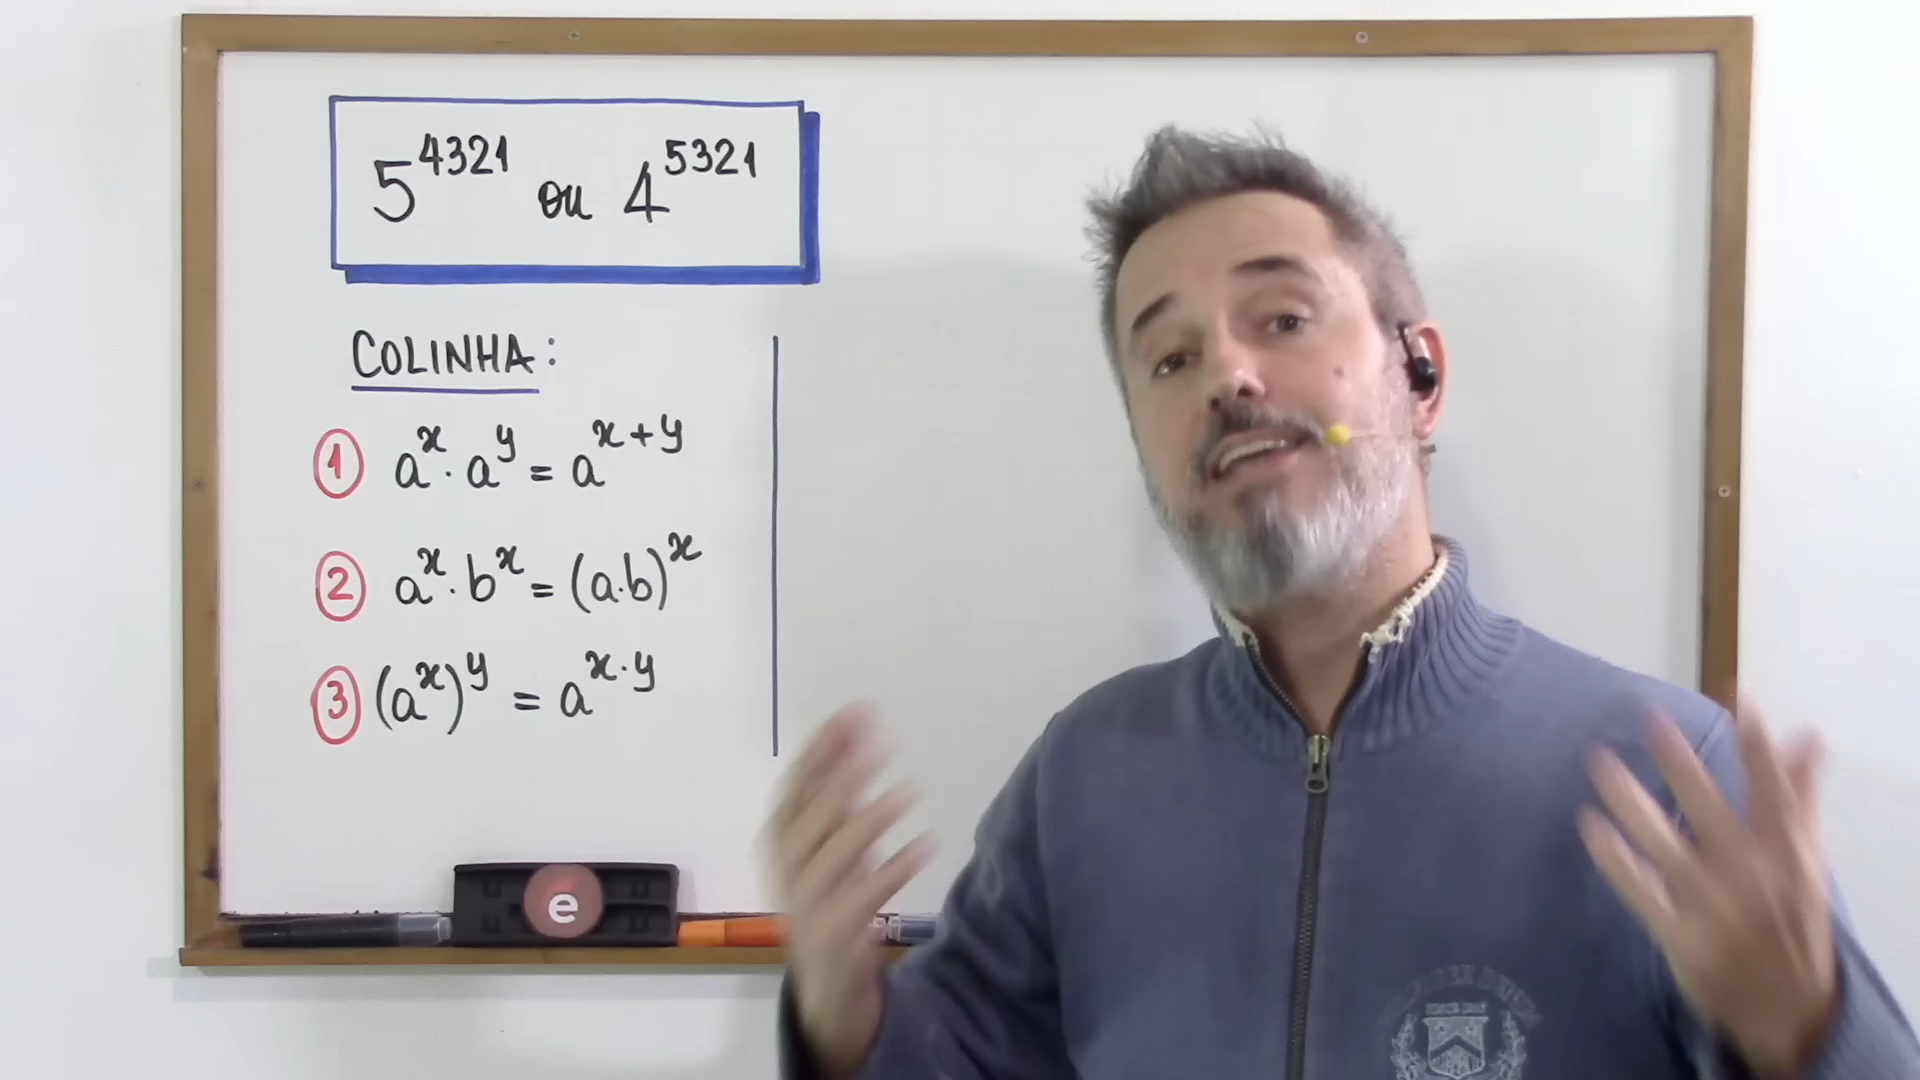 5^4321 ou 4^5321
COLINHA:
1 a^x · a^y = a^x+y
2 a^x · b^x = (a·b)^x
3 (a^x)^y = a^x·y
e